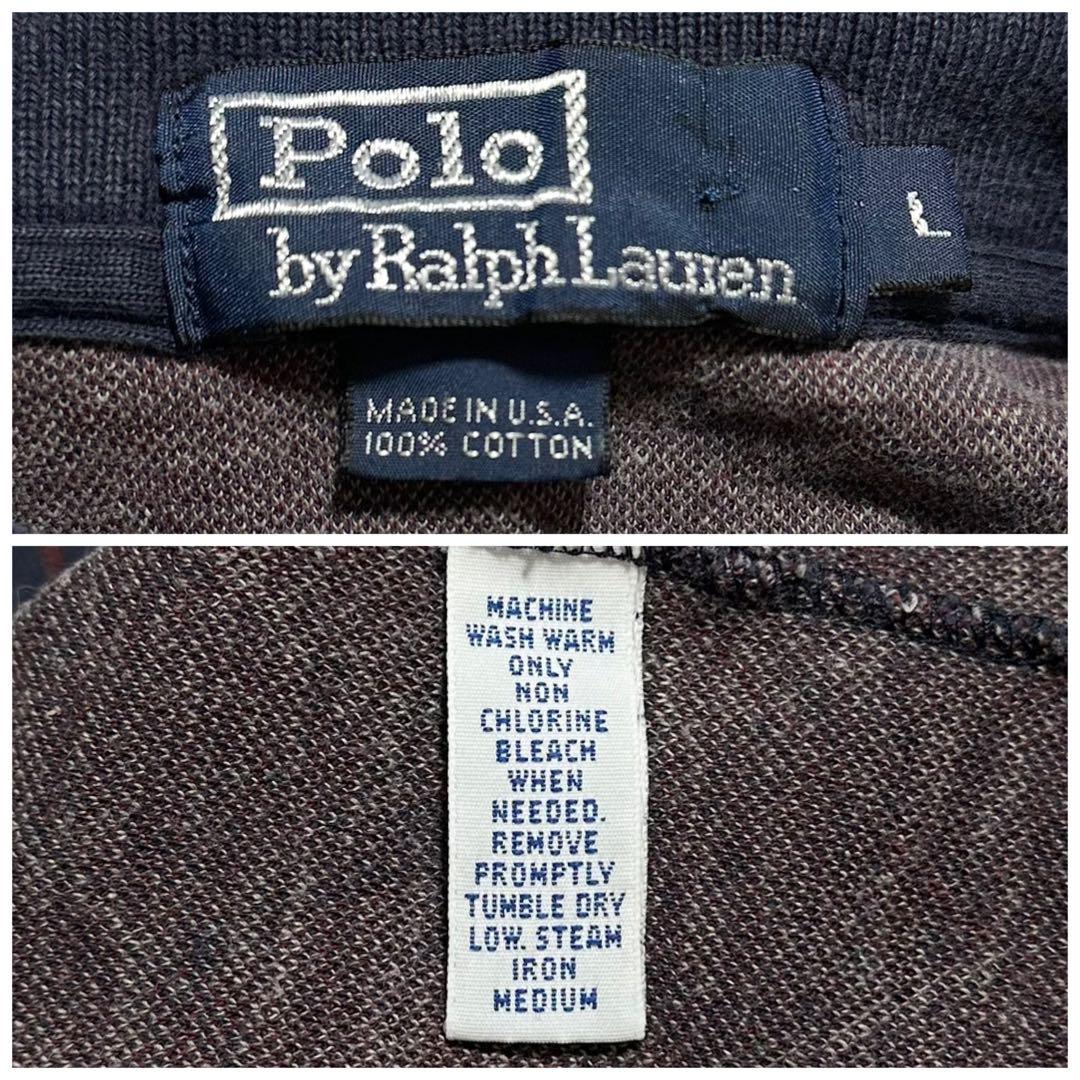 Polo
by Ralph Lauren
L
MADE IN U.S.A.
100% COTTON
MACHINE
WASH WARM
ONLY
NON
CHLORINE
BLEACH
WHEN
NEEDED.
REMOVE
PROMPTLY
TUMBLE DRY
LOW. STEAM
IRON
MEDIUM